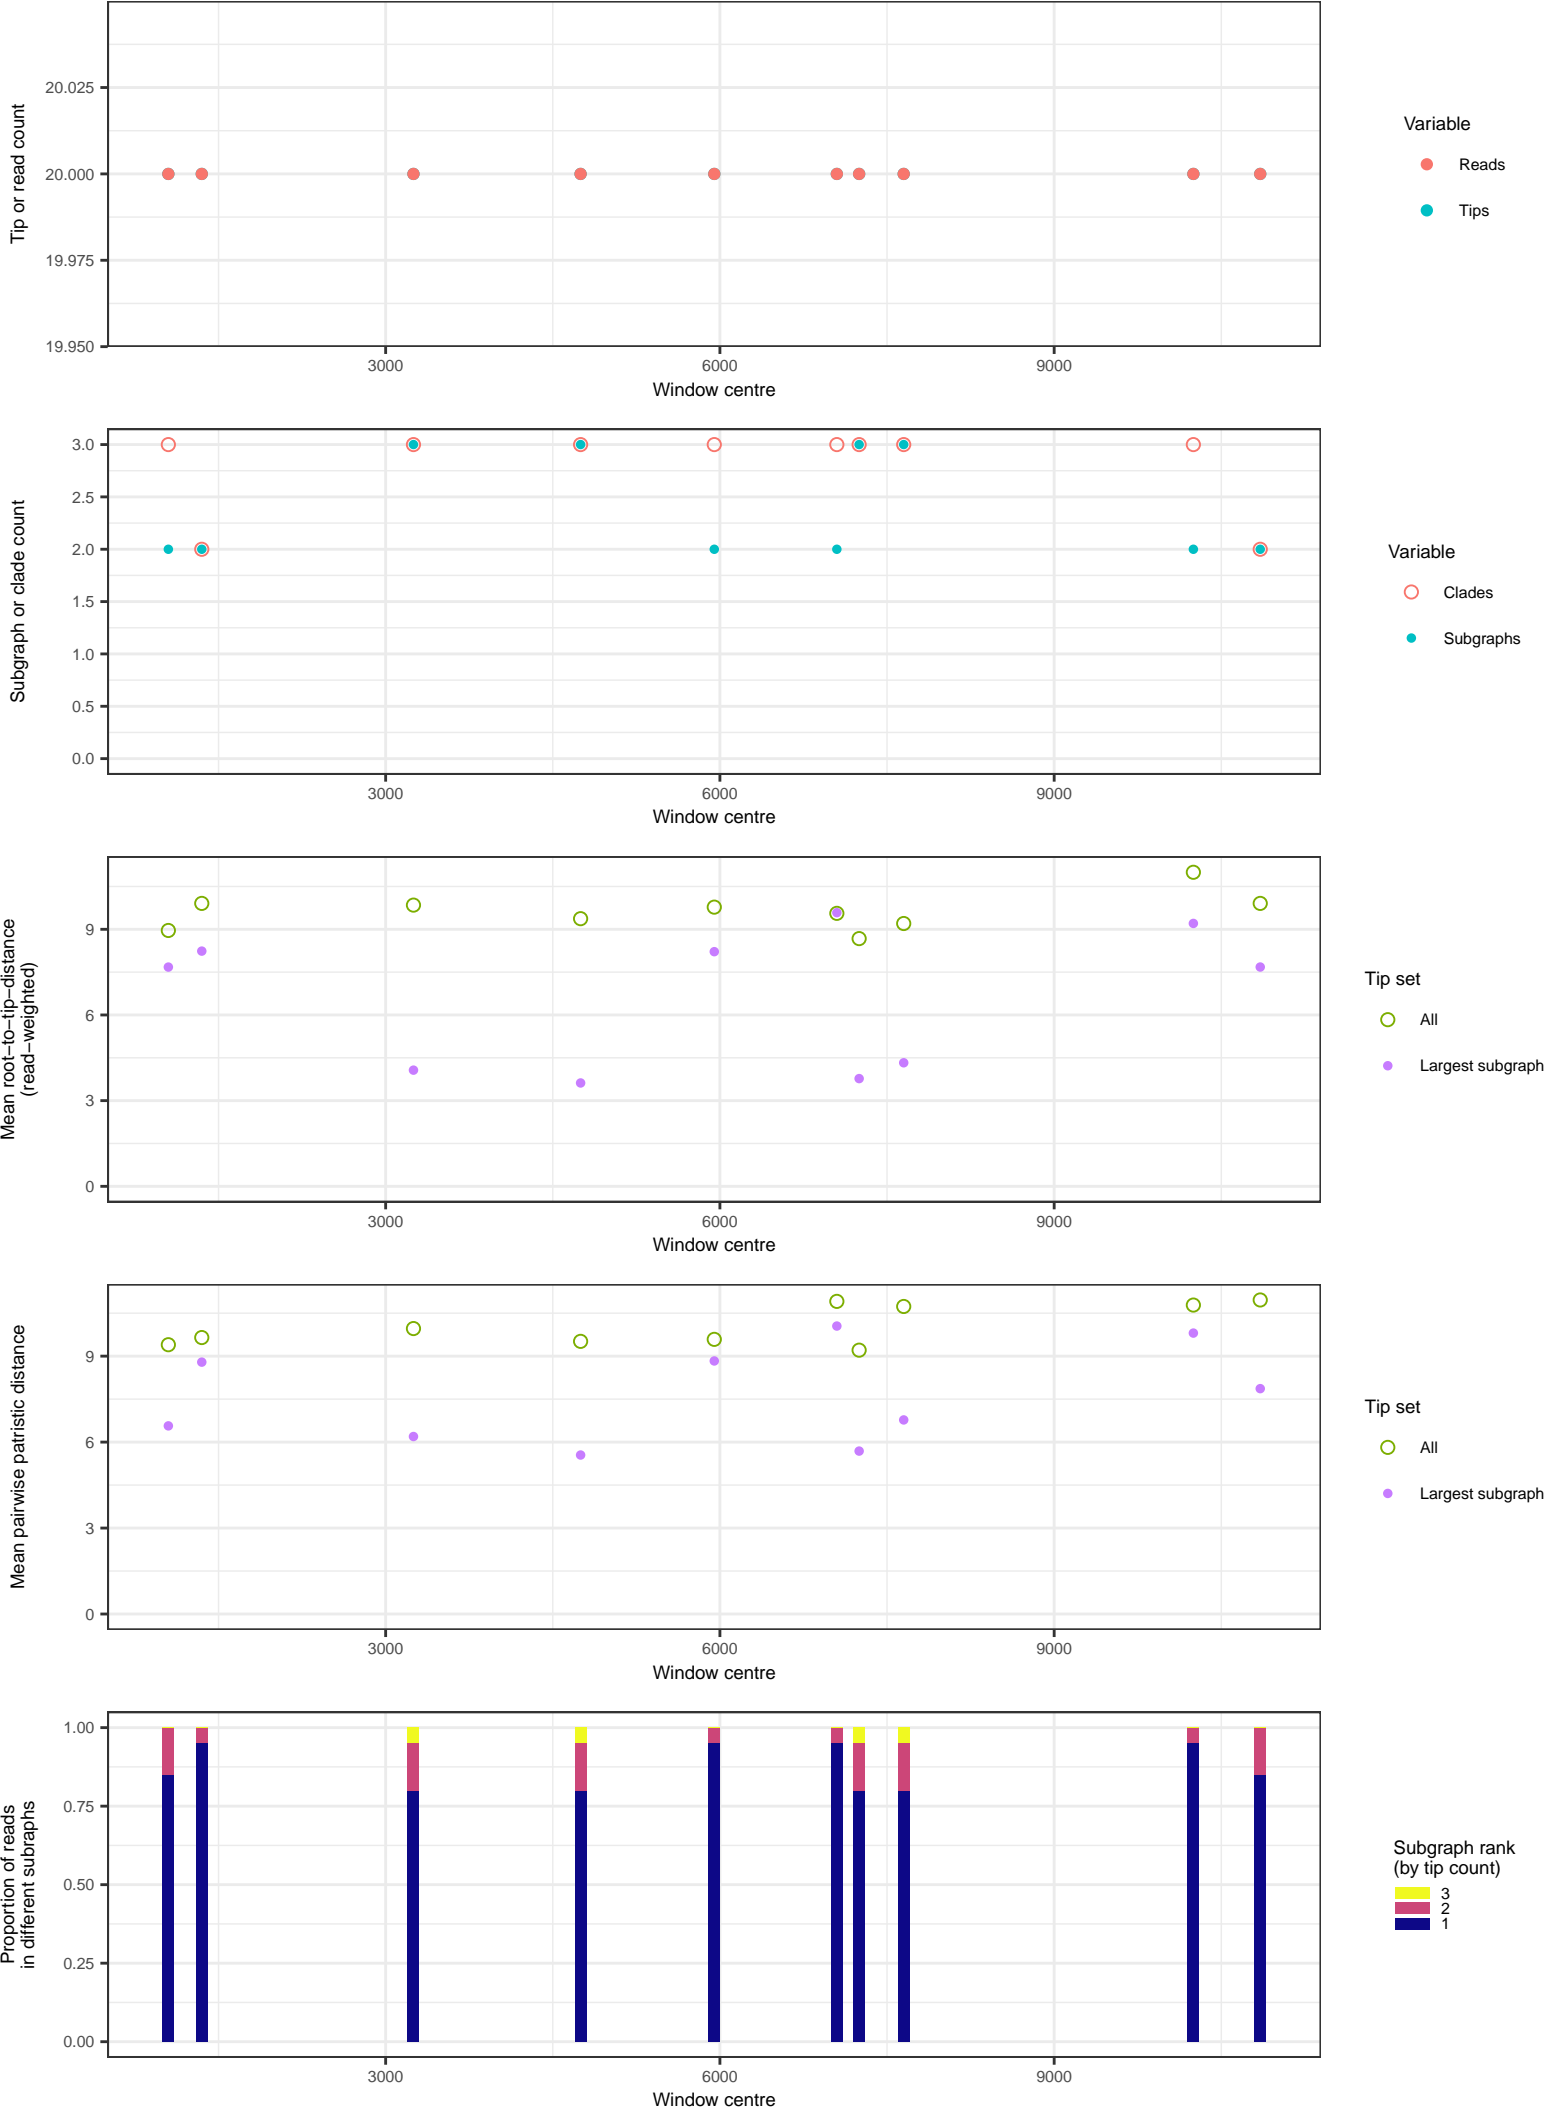 20.025
20.000
19.975
19.950
Tip or read count
3000 6000 9000
Window centre
Variable
Reads
Tips
3.0
2.5
2.0
1.5
1.0
0.5
0.0
Subgraph or clade count
3000 6000 9000
Window centre
Variable
Clades
Subgraphs
9
6
3
0
Mean root−to−tip−distance
(read−weighted)
3000 6000 9000
Window centre
Tip set
All
Largest subgraph
9
6
3
0
Mean pairwise patristic distance
3000 6000 9000
Window centre
Tip set
All
Largest subgraph
1.00
0.75
0.50
0.25
0.00
Proportion of reads
in different subraphs
3000 6000 9000
Window centre
Subgraph rank
(by tip count)
3
2
1